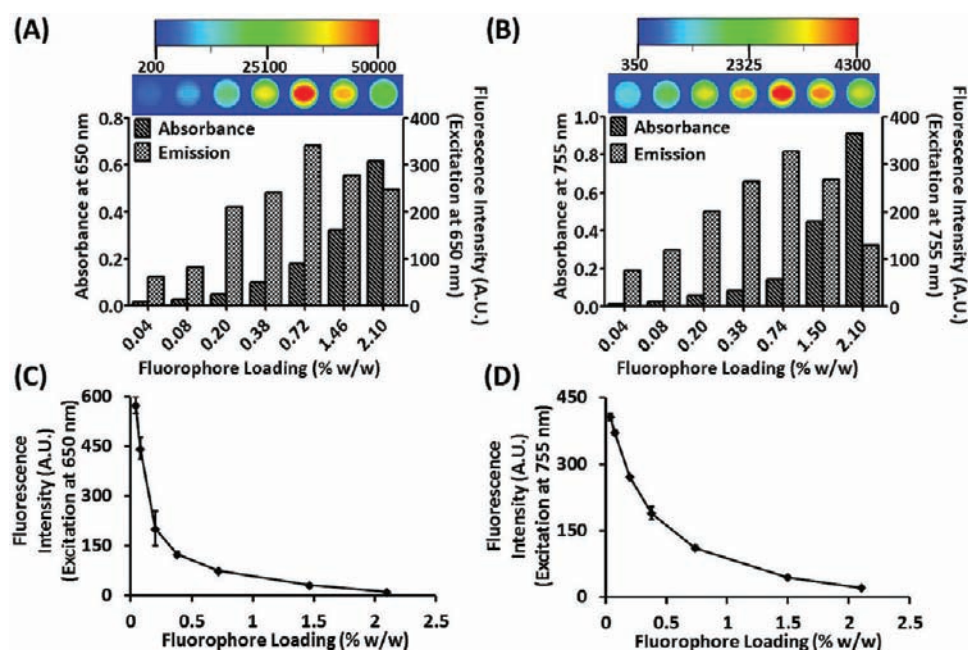 (A)
200 25100 50000
Absorbance at 650 nm
0.8
0.6
0.4
0.2
0.0
Absorbance
Emission
400
300
200
100
0
Fluorescence Intensity (A.U.)
(Excitation at 650 nm)
0.04 0.08 0.20 0.38 0.72 1.46 2.10
Fluorophore Loading (% w/w)
(B)
350 2325 4300
Absorbance at 755 nm
1.0
0.8
0.6
0.4
0.2
0.0
Absorbance
Emission
400
300
200
100
0
Fluorescence Intensity (A.U.)
(Excitation at 755 nm)
0.04 0.08 0.20 0.38 0.74 1.50 2.10
Fluorophore Loading (% w/w)
(C)
Fluorescence
Intensity (A.U.)
(Excitation at 650 nm)
600
450
300
150
0
0 0.5 1 1.5 2 2.5
Fluorophore Loading (% w/w)
(D)
Fluorescence
Intensity (A.U.)
(Excitation at 755 nm)
450
300
150
0
0 0.5 1 1.5 2 2.5
Fluorophore Loading (% w/w)